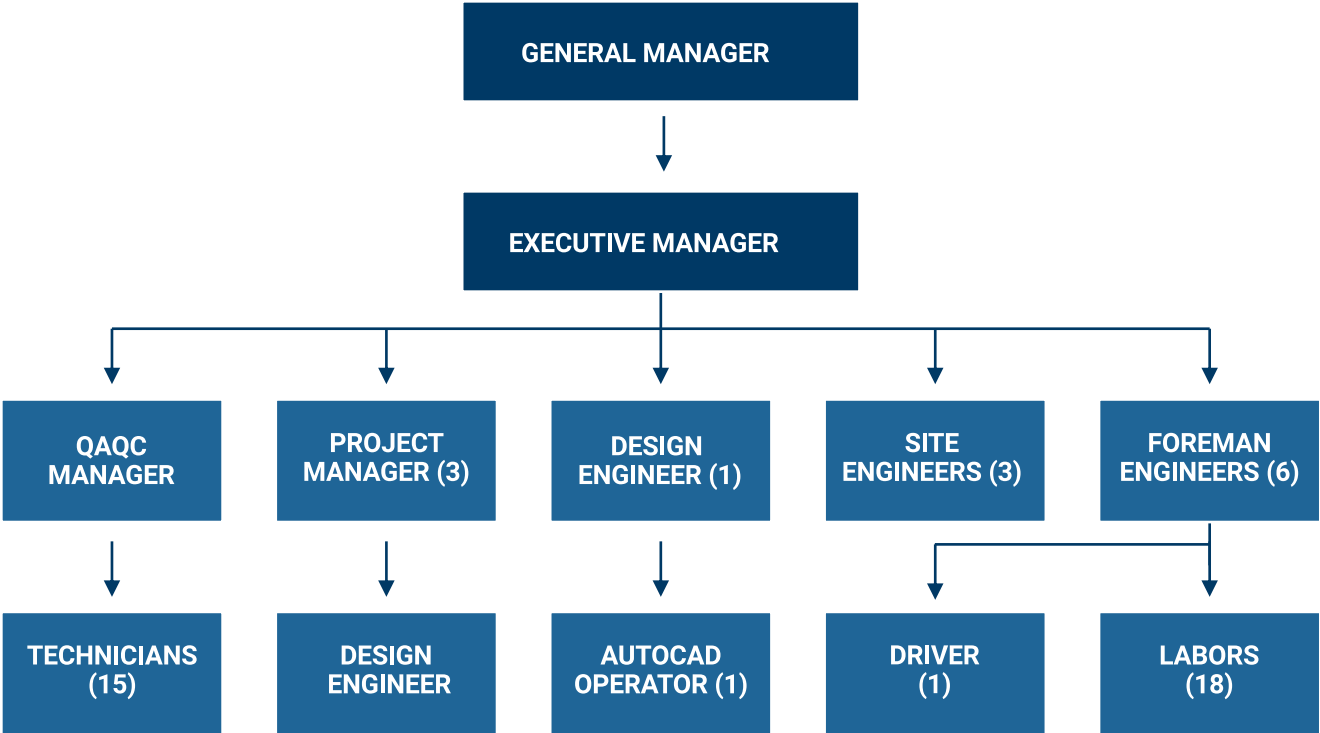 GENERAL MANAGER
EXECUTIVE MANAGER
QAQC
MANAGER
PROJECT
MANAGER (3)
DESIGN
ENGINEER (1)
SITE
ENGINEERS (3)
FOREMAN
ENGINEERS (6)
TECHNICIANS
(15)
DESIGN
ENGINEER
AUTOCAD
OPERATOR (1)
DRIVER
(1)
LABORS
(18)